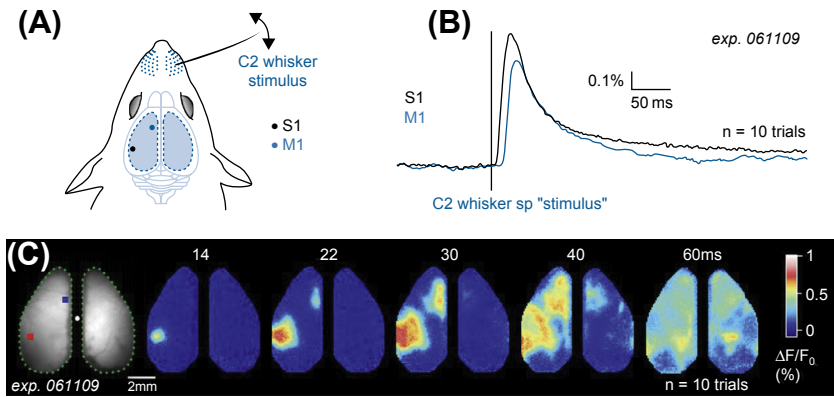 (A)
C2 whisker
stimulus
S1
M1
(B)
exp. 061109
0.1%
50 ms
S1
M1
n = 10 trials
C2 whisker sp "stimulus"
(C)
14
22
30
40
60ms
1
0.5
0
ΔF/F0
(%)
exp. 061109
2mm
n = 10 trials